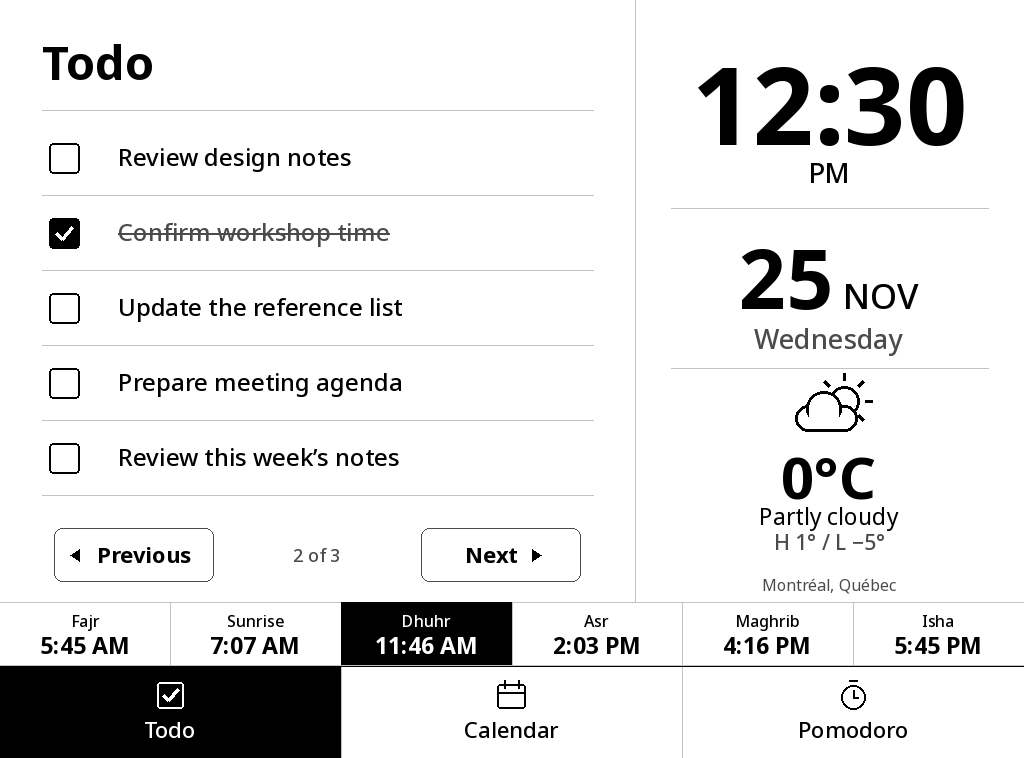 Todo
Review design notes
Confirm workshop time
Update the reference list
Prepare meeting agenda
Review this week’s notes
Previous
2 of 3
Next
12:30
PM
25 NOV
Wednesday
0°C
Partly cloudy
H 1° / L −5°
Montréal, Québec
Fajr
5:45 AM
Sunrise
7:07 AM
Dhuhr
11:46 AM
Asr
2:03 PM
Maghrib
4:16 PM
Isha
5:45 PM
Todo
Calendar
Pomodoro